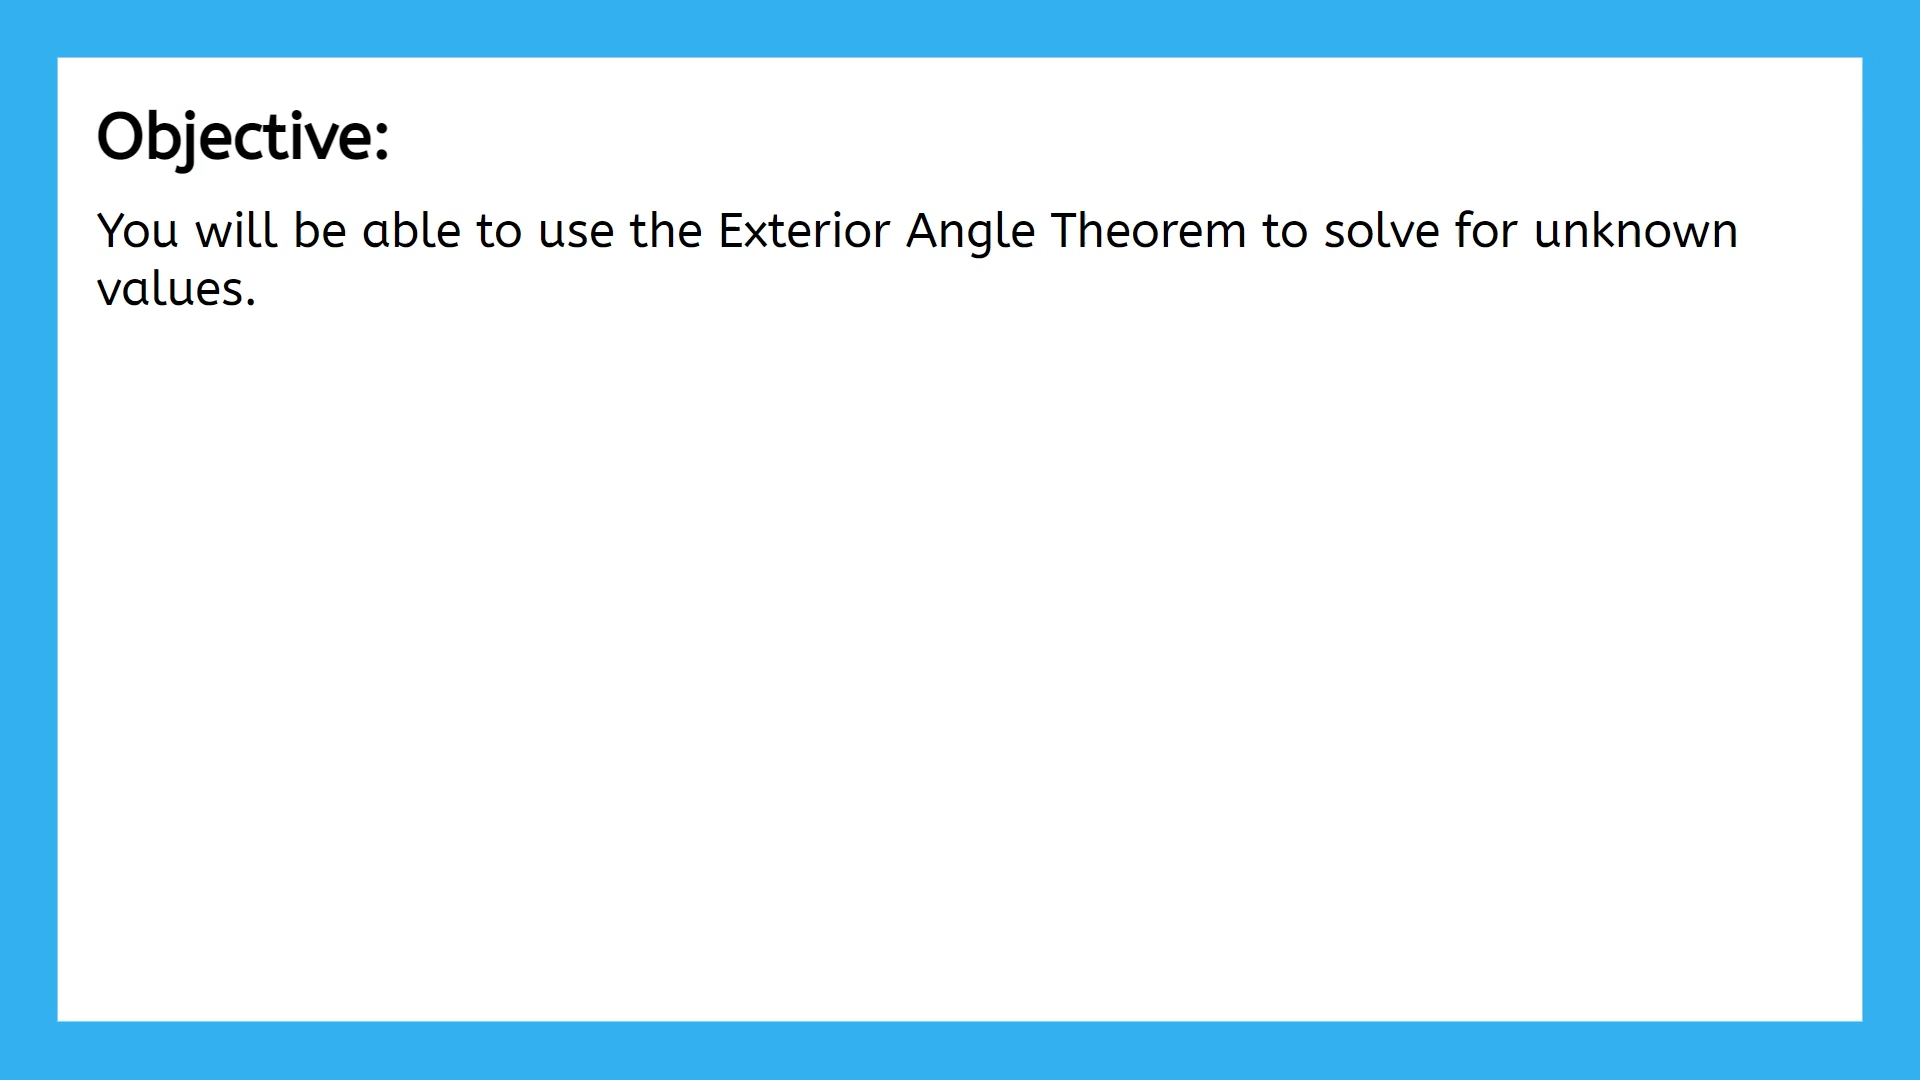 Objective:
You will be able to use the Exterior Angle Theorem to solve for unknown
values.